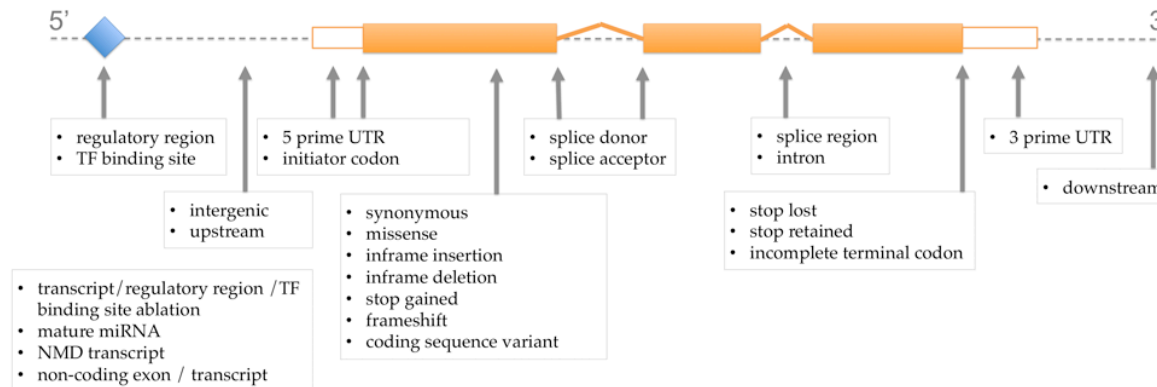 5’
3
• regulatory region
• TF binding site
• 5 prime UTR
• initiator codon
• splice donor
• splice acceptor
• splice region
• intron
• 3 prime UTR
• intergenic
• upstream
• synonymous
• missense
• inframe insertion
• inframe deletion
• stop gained
• frameshift
• coding sequence variant
• stop lost
• stop retained
• incomplete terminal codon
• downstream
• transcript/regulatory region /TF
binding site ablation
• mature miRNA
• NMD transcript
• non-coding exon / transcript